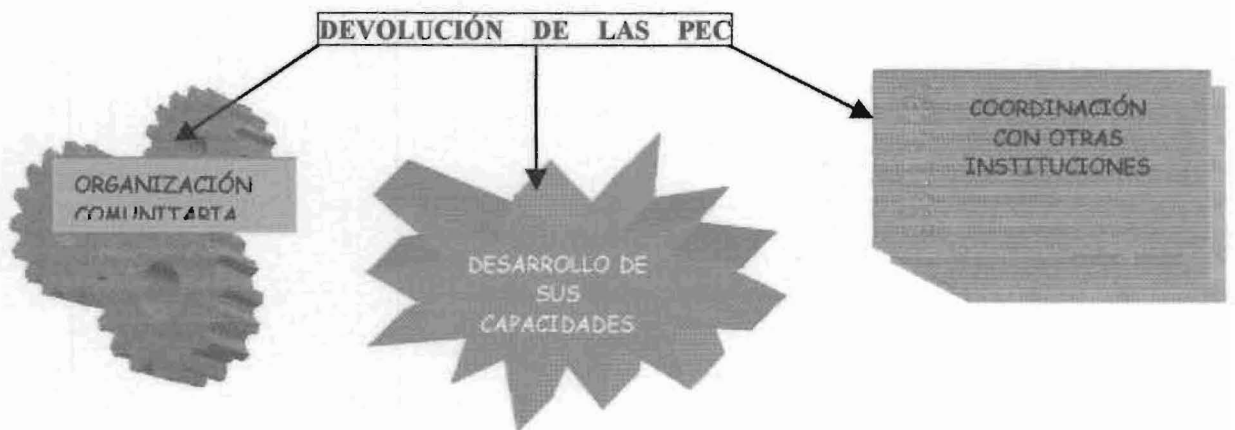 DEVOLUCIÓN DE LAS PEC
ORGANIZACIÓN
COMUNITARIA
DESARROLLO DE
SUS
CAPACIDADES
COORDINACIÓN
CON OTRAS
INSTITUCIONES